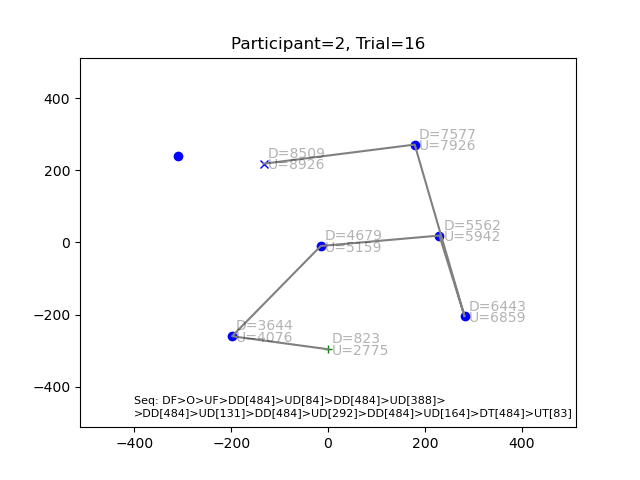 Participant=2, Trial=16
400
200
0
−200
−400
−400
−200
0
200
400
D=8509
U=8926
D=7577
U=7926
D=4679
U=5159
D=5562
U=5942
D=6443
U=6859
D=3644
U=4076
D=823
U=2775
Seq: DF>O>UF>DD[484]>UD[84]>DD[484]>UD[388]>
>DD[484]>UD[131]>DD[484]>UD[292]>DD[484]>UD[164]>DT[484]>UT[83]